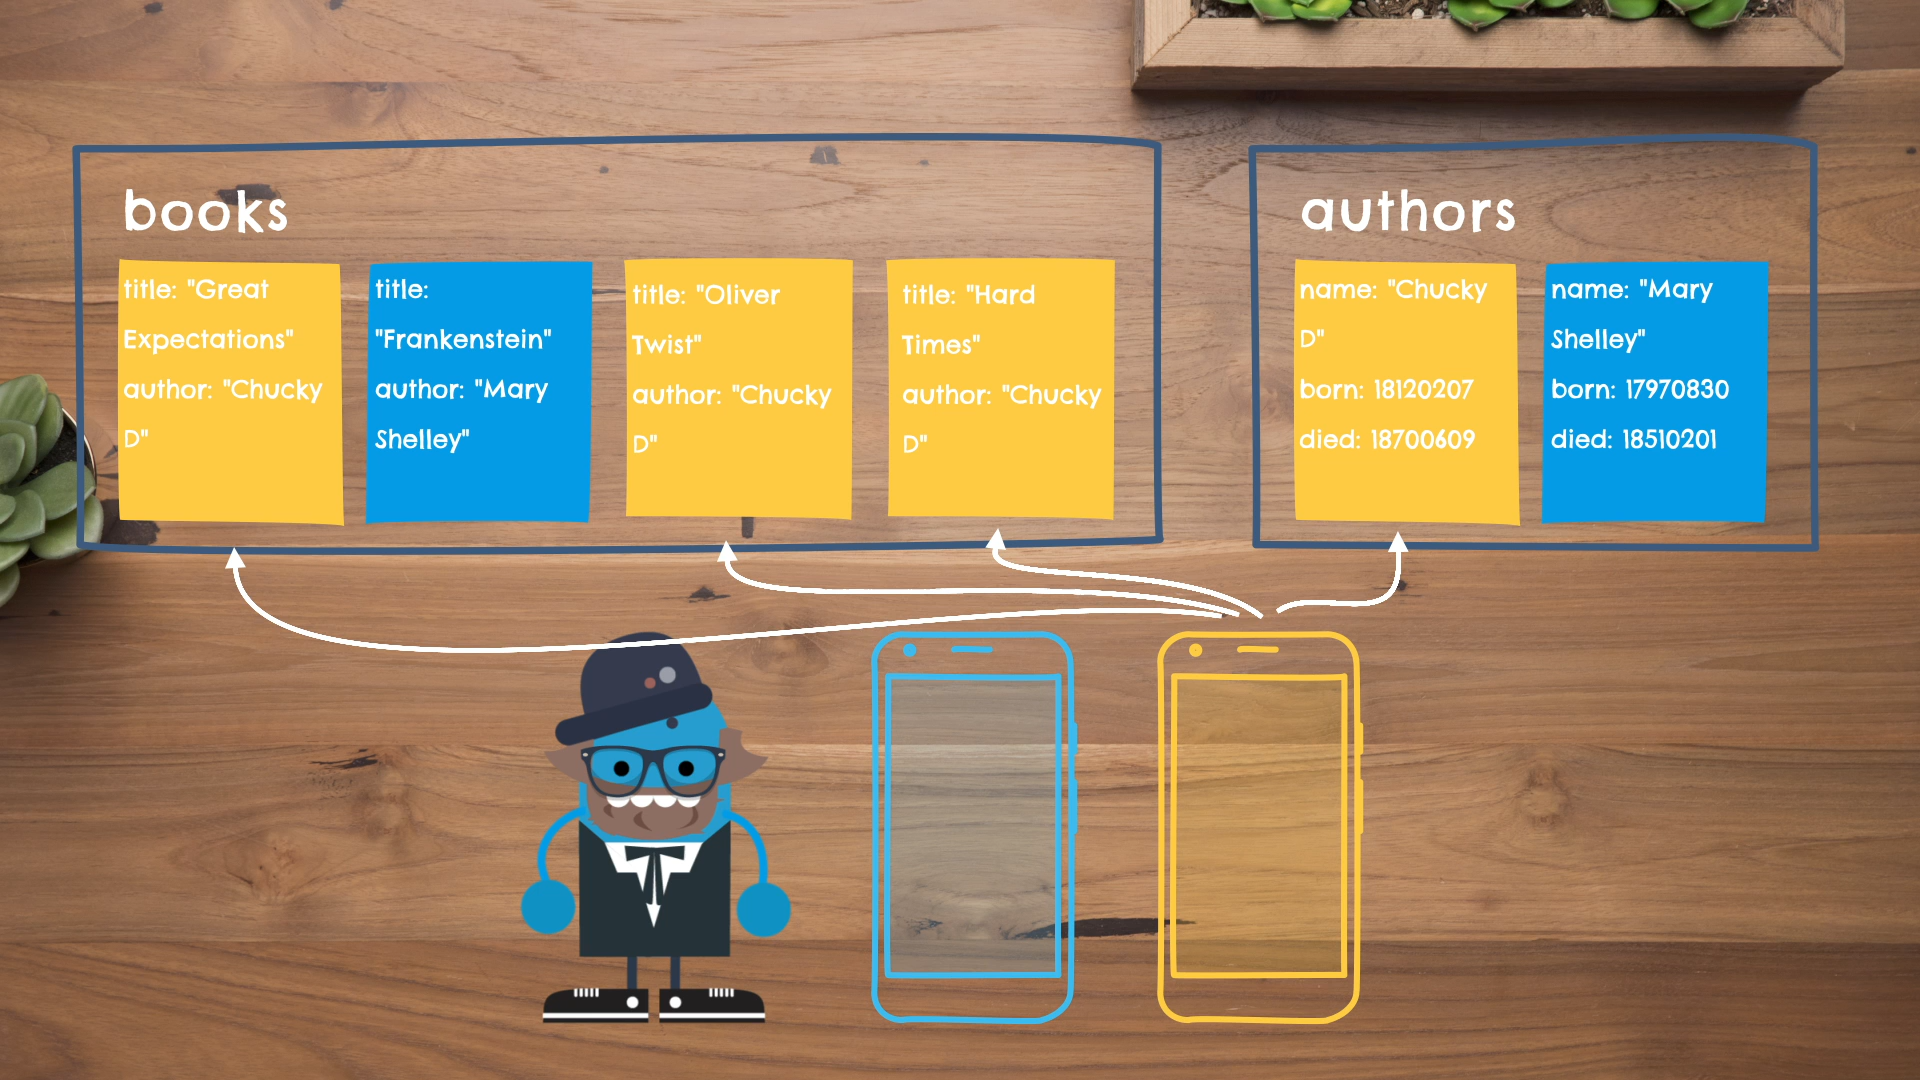 books
title: "Great
Expectations"
author: "Chucky
D"
title:
"Frankenstein"
author: "Mary
Shelley"
title: "Oliver
Twist"
author: "Chucky
D"
title: "Hard
Times"
author: "Chucky
D"
authors
name: "Chucky
D"
born: 18120207
died: 18700609
name: "Mary
Shelley"
born: 17970830
died: 18510201